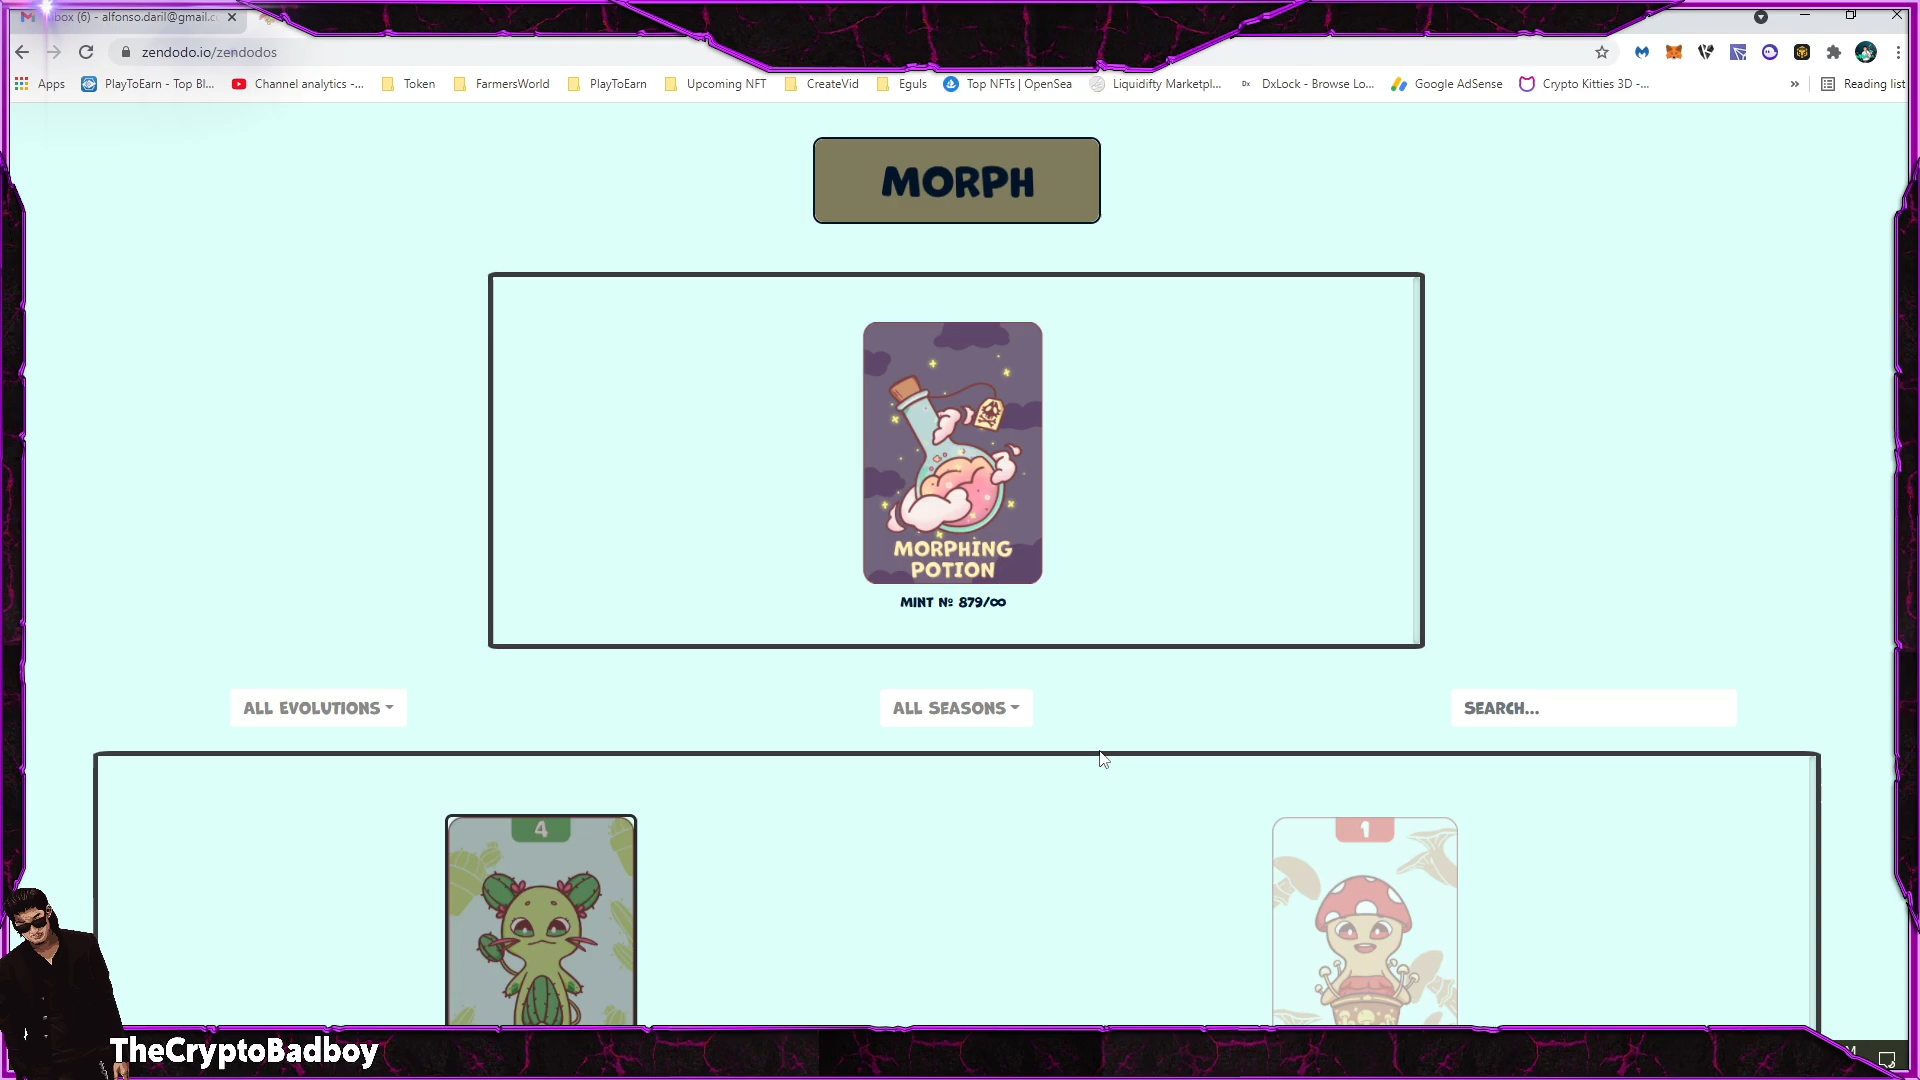 box (6) - alfonso.daril@gmail.c
zendodo.io/zendodos
Apps PlayToEarn - Top Bl... Channel analytics -... Token FarmersWorld PlayToEarn Upcoming NFT CreateVid Eguls Top NFTs | OpenSea Liquidifty Marketpl... DxLock - Browse Lo... Google AdSense Crypto Kitties 3D -... » Reading list
MORPH
MORPHING
POTION
MINT № 879/∞
ALL EVOLUTIONS
ALL SEASONS
SEARCH...
4
1
TheCryptoBadboy